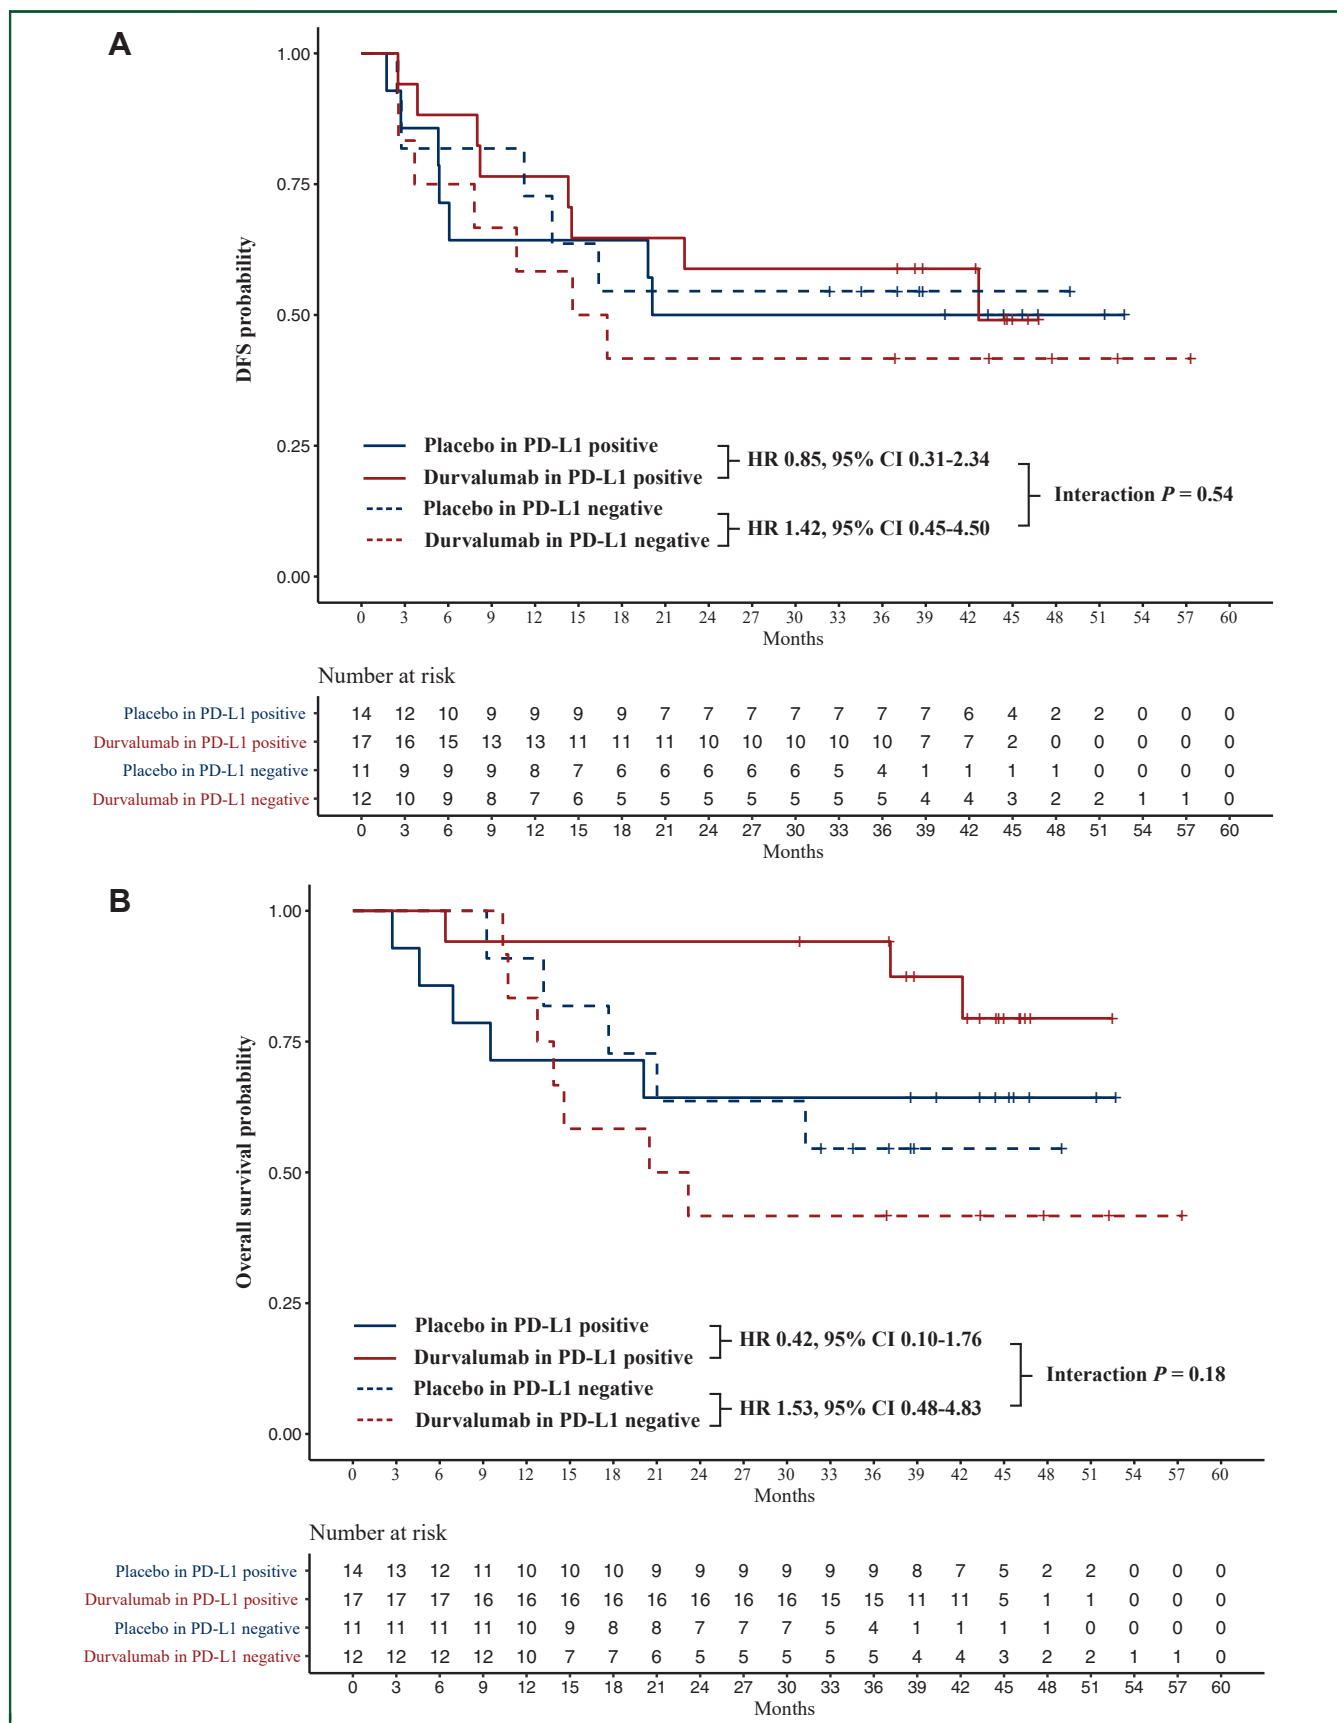 A
1.00
0.75
0.50
0.25
0.00
DFS probability
Placebo in PD-L1 positive
Durvalumab in PD-L1 positive
Placebo in PD-L1 negative
Durvalumab in PD-L1 negative
HR 0.85, 95% CI 0.31-2.34
HR 1.42, 95% CI 0.45-4.50
Interaction P = 0.54
0 3 6 9 12 15 18 21 24 27 30 33 36 39 42 45 48 51 54 57 60
Months
Number at risk
Placebo in PD-L1 positive 14 12 10 9 9 9 9 7 7 7 7 7 7 7 6 4 2 2 0 0 0
Durvalumab in PD-L1 positive 17 16 15 13 13 11 11 11 10 10 10 10 10 7 7 2 0 0 0 0 0
Placebo in PD-L1 negative 11 9 9 9 8 7 6 6 6 6 6 5 4 1 1 1 1 0 0 0 0
Durvalumab in PD-L1 negative 12 10 9 8 7 6 5 5 5 5 5 5 5 4 4 3 2 2 1 1 0
0 3 6 9 12 15 18 21 24 27 30 33 36 39 42 45 48 51 54 57 60
Months
B
1.00
0.75
0.50
0.25
0.00
Overall survival probability
Placebo in PD-L1 positive
Durvalumab in PD-L1 positive
Placebo in PD-L1 negative
Durvalumab in PD-L1 negative
HR 0.42, 95% CI 0.10-1.76
HR 1.53, 95% CI 0.48-4.83
Interaction P = 0.18
0 3 6 9 12 15 18 21 24 27 30 33 36 39 42 45 48 51 54 57 60
Months
Number at risk
Placebo in PD-L1 positive 14 13 12 11 10 10 10 9 9 9 9 9 9 8 7 5 2 2 0 0 0
Durvalumab in PD-L1 positive 17 17 17 16 16 16 16 16 16 16 16 15 15 11 11 5 1 1 0 0 0
Placebo in PD-L1 negative 11 11 11 11 10 9 8 8 7 7 7 5 4 1 1 1 1 0 0 0 0
Durvalumab in PD-L1 negative 12 12 12 12 10 7 7 6 5 5 5 5 5 4 4 3 2 2 1 1 0
0 3 6 9 12 15 18 21 24 27 30 33 36 39 42 45 48 51 54 57 60
Months